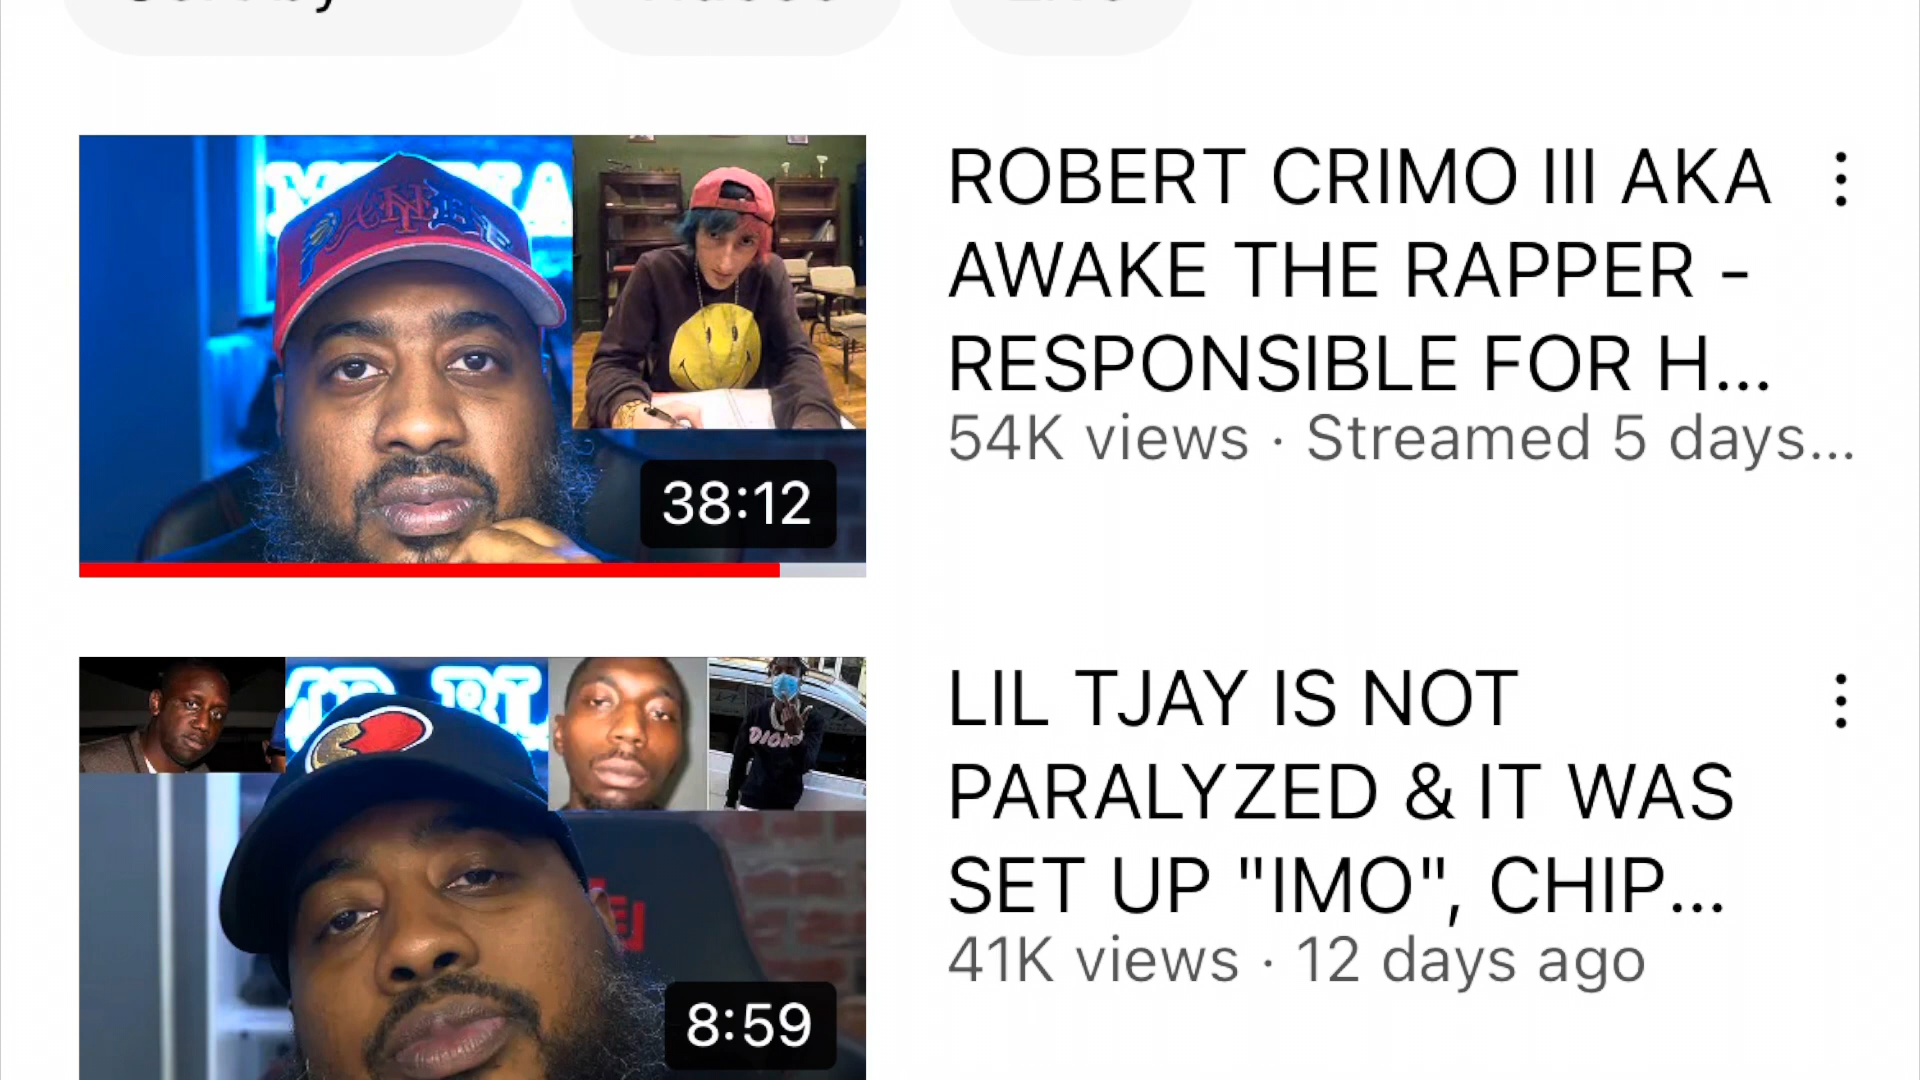 ROBERT CRIMO III AKA
AWAKE THE RAPPER -
RESPONSIBLE FOR H...
54K views · Streamed 5 days...
38:12
LIL TJAY IS NOT
PARALYZED & IT WAS
SET UP "IMO", CHIP...
41K views · 12 days ago
DIOR
8:59